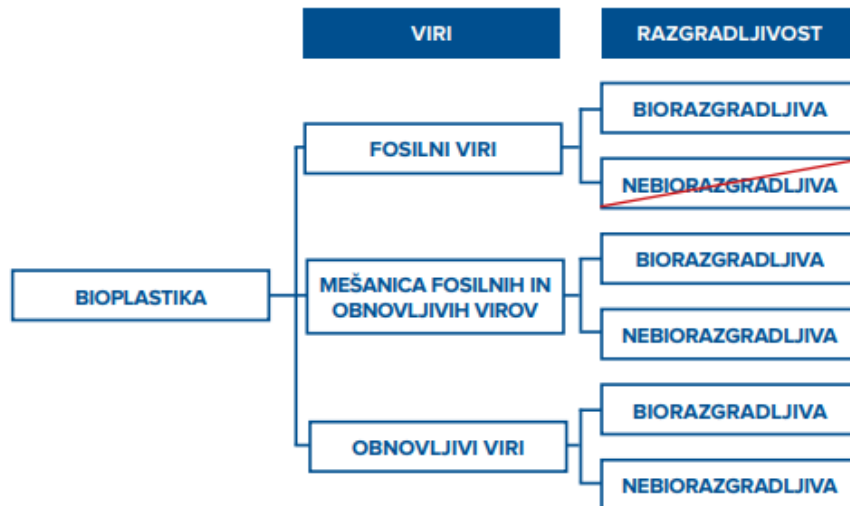 VIRI
RAZGRADLJIVOST
BIORAZGRADLJIVA
FOSILNI VIRI
NEBIORAZGRADLJIVA
BIOPLASTIKA
MEŠANICA FOSILNIH IN
OBNOVLJIVIH VIROV
BIORAZGRADLJIVA
NEBIORAZGRADLJIVA
OBNOVLJIVI VIRI
BIORAZGRADLJIVA
NEBIORAZGRADLJIVA